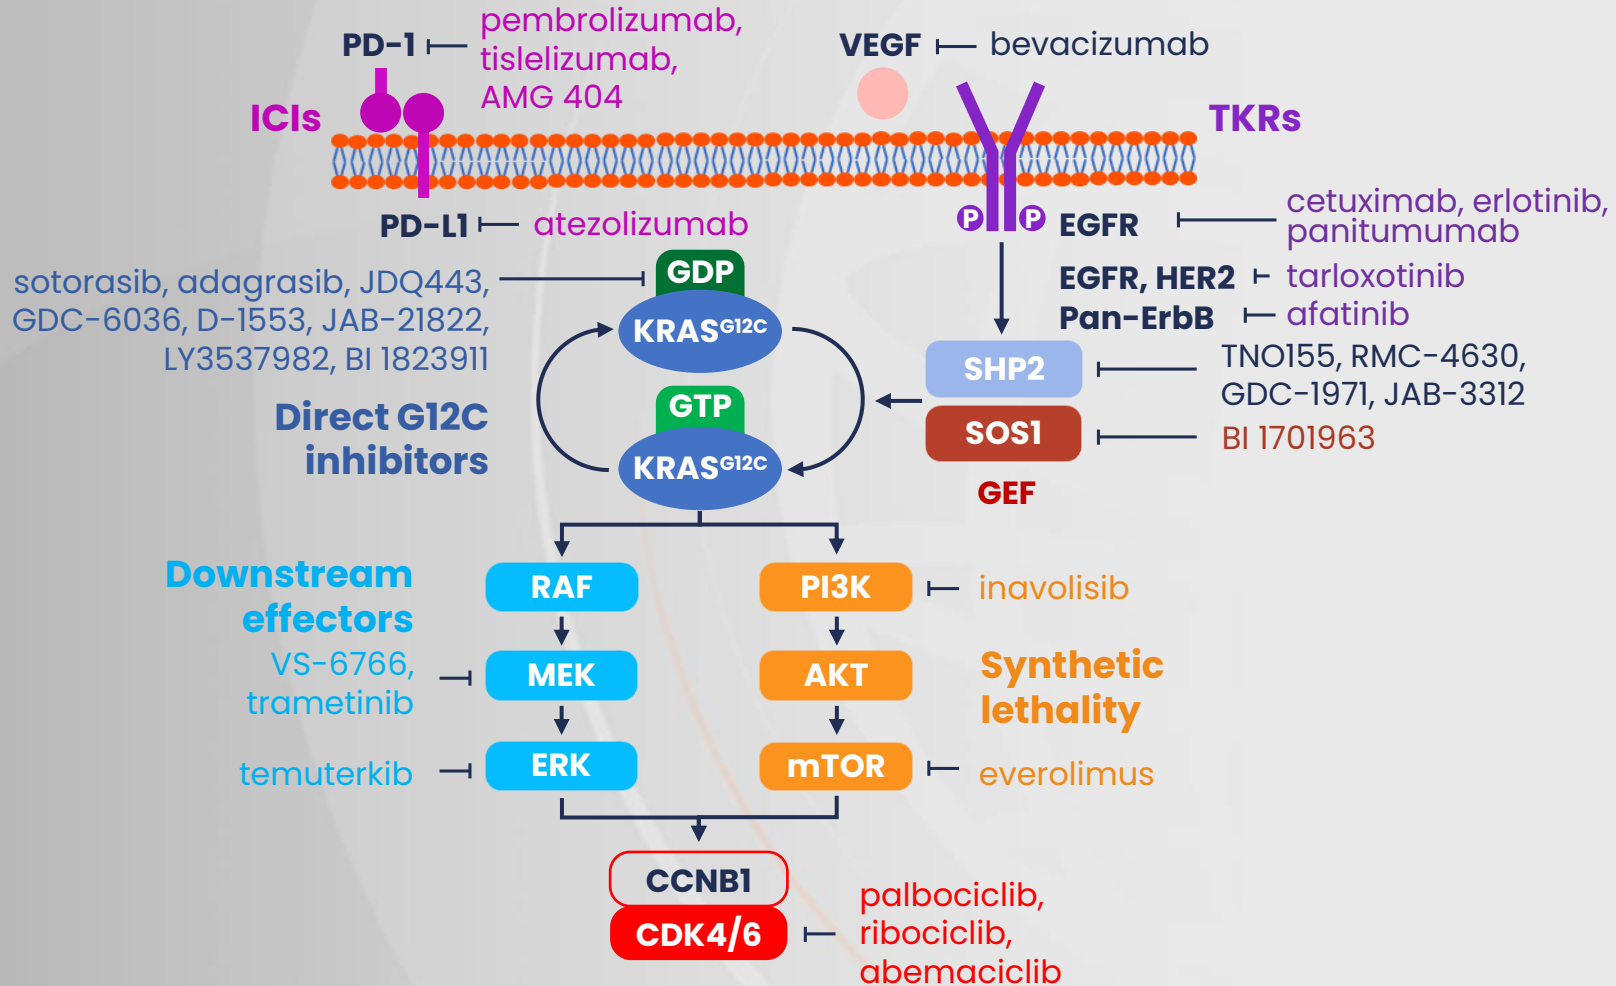 PD-1
pembrolizumab,
tislelizumab,
AMG 404
VEGF
bevacizumab
ICIs
TKRs
PD-L1
atezolizumab
P
P
EGFR
cetuximab, erlotinib,
panitumumab
EGFR, HER2
tarloxotinib
Pan-ErbB
afatinib
sotorasib, adagrasib, JDQ443,
GDC-6036, D-1553, JAB-21822,
LY3537982, BI 1823911
Direct G12C
inhibitors
GDP
KRASG12C
GTP
KRASG12C
SHP2
TNO155, RMC-4630,
GDC-1971, JAB-3312
SOS1
BI 1701963
GEF
Downstream
effectors
RAF
PI3K
inavolisib
VS-6766,
trametinib
MEK
AKT
Synthetic
lethality
temuterkib
ERK
mTOR
everolimus
CCNB1
CDK4/6
palbociclib,
ribociclib,
abemaciclib